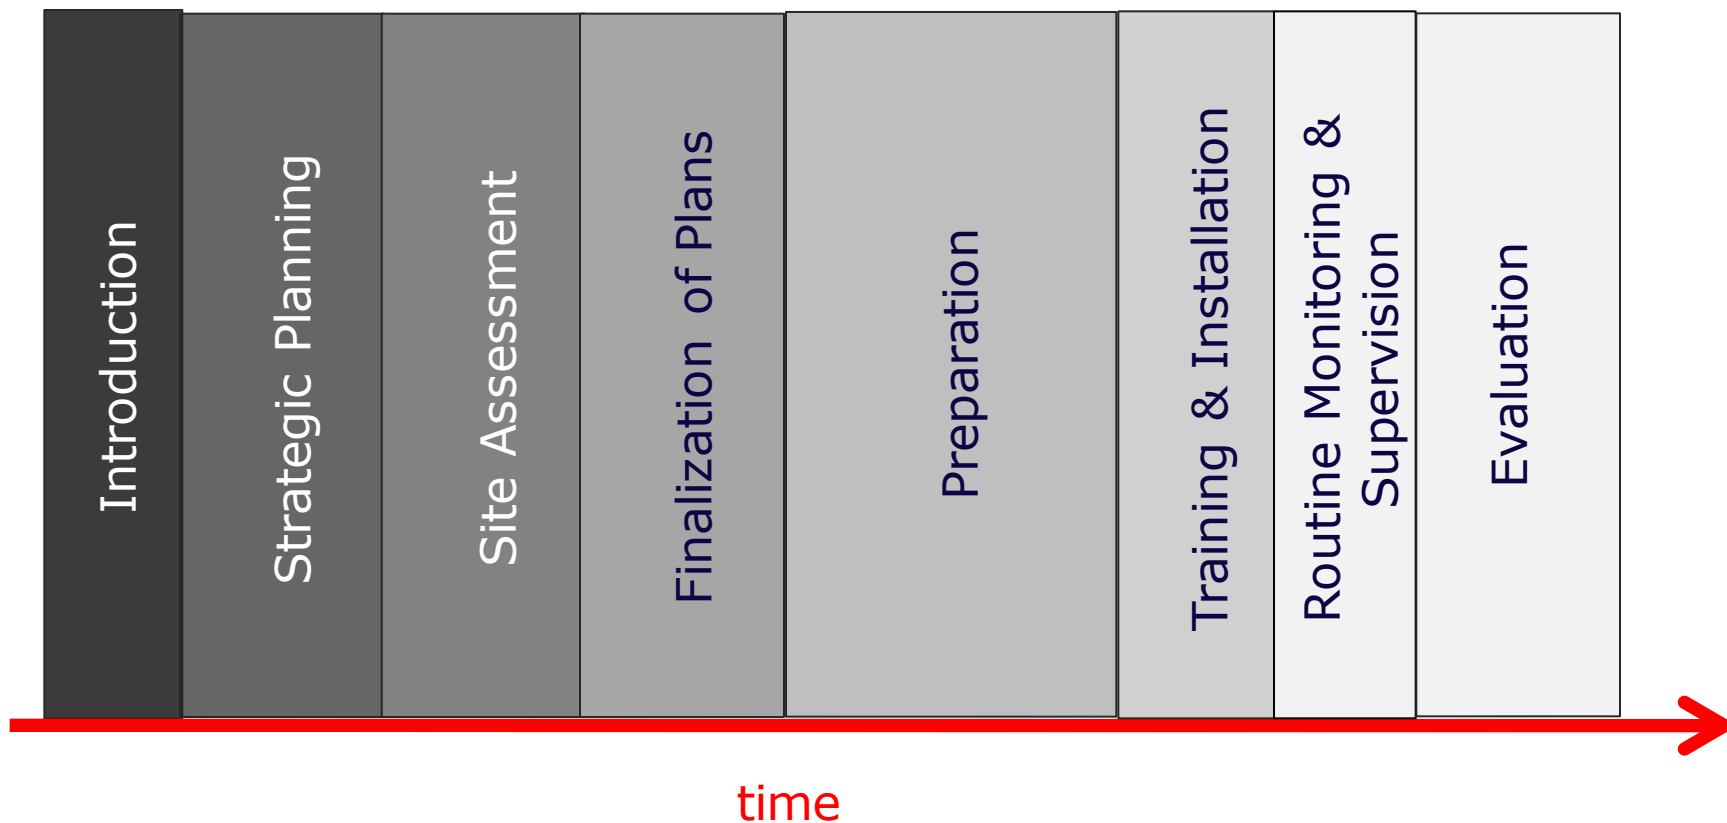 Introduction
Strategic Planning
Site Assessment
Finalization of Plans
Preparation
Training & Installation
Routine Monitoring &
Supervision
Evaluation
time